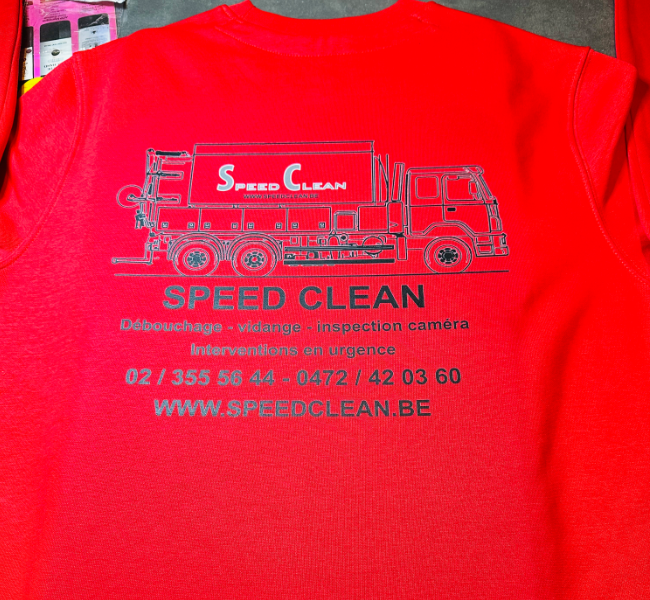 SPEED CLEAN
SPEED CLEAN
Débouchage - vidange - inspection caméra
Interventions en urgence
02 / 355 56 44 - 0472 / 42 03 60
WWW.SPEEDCLEAN.BE